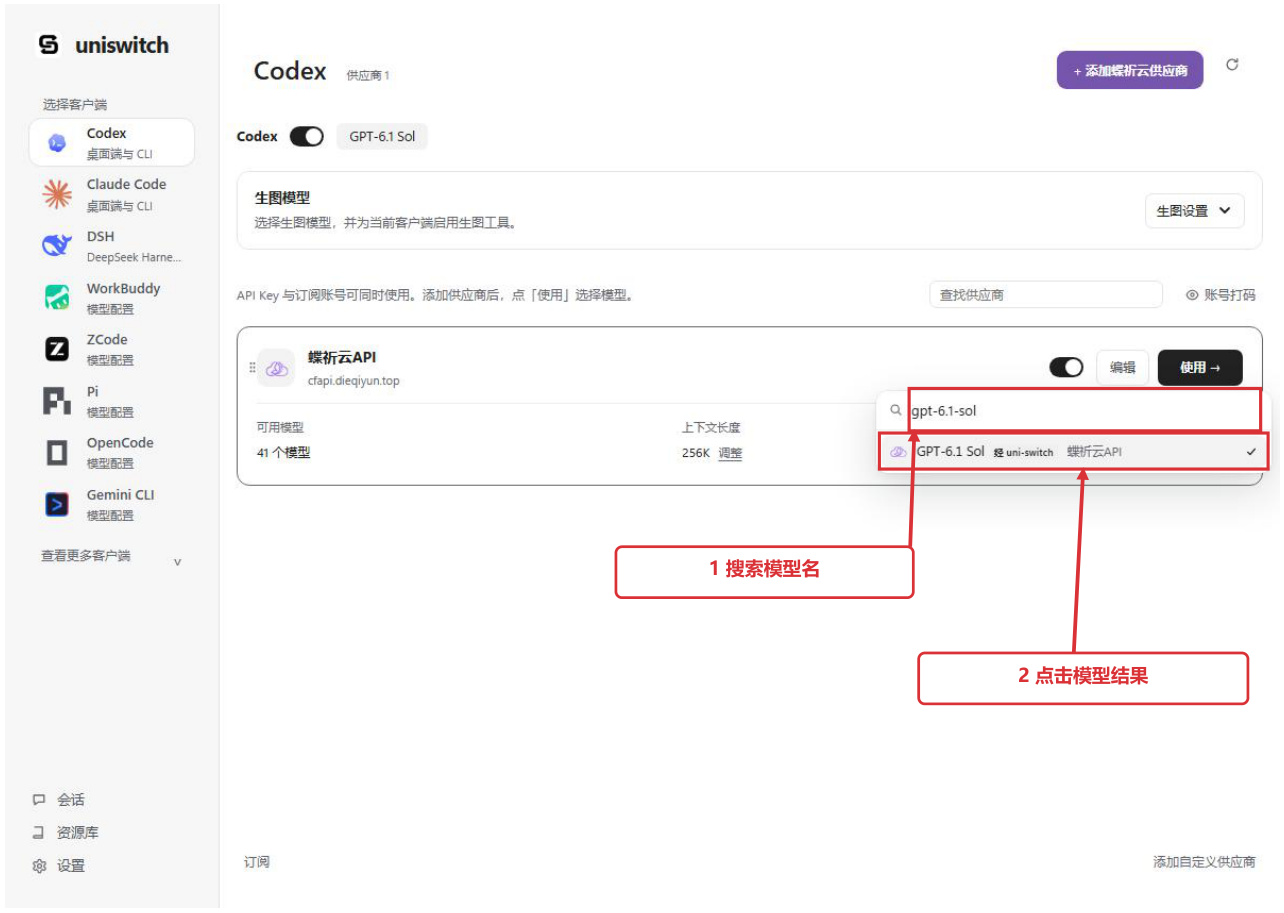 uniswitch
选择客户端
Codex
桌面端与 CLI
Claude Code
桌面端与 CLI
DSH
DeepSeek Harne...
WorkBuddy
模型配置
ZCode
模型配置
Pi
模型配置
OpenCode
模型配置
Gemini CLI
模型配置
查看更多客户端
会话
资源库
设置
Codex 供应商 1
+ 添加蝶祈云供应商
Codex GPT-6.1 Sol
生图模型
选择生图模型，并为当前客户端启用生图工具。
生图设置
API Key 与订阅账号可同时使用。添加供应商后，点「使用」选择模型。
查找供应商
账号打码
蝶祈云API
cfapi.dieqiyun.top
编辑
使用 →
可用模型
41 个模型
上下文长度
256K 调整
gpt-6.1-sol
GPT-6.1 Sol 经 uni-switch 蝶祈云API
1 搜索模型名
2 点击模型结果
订阅
添加自定义供应商